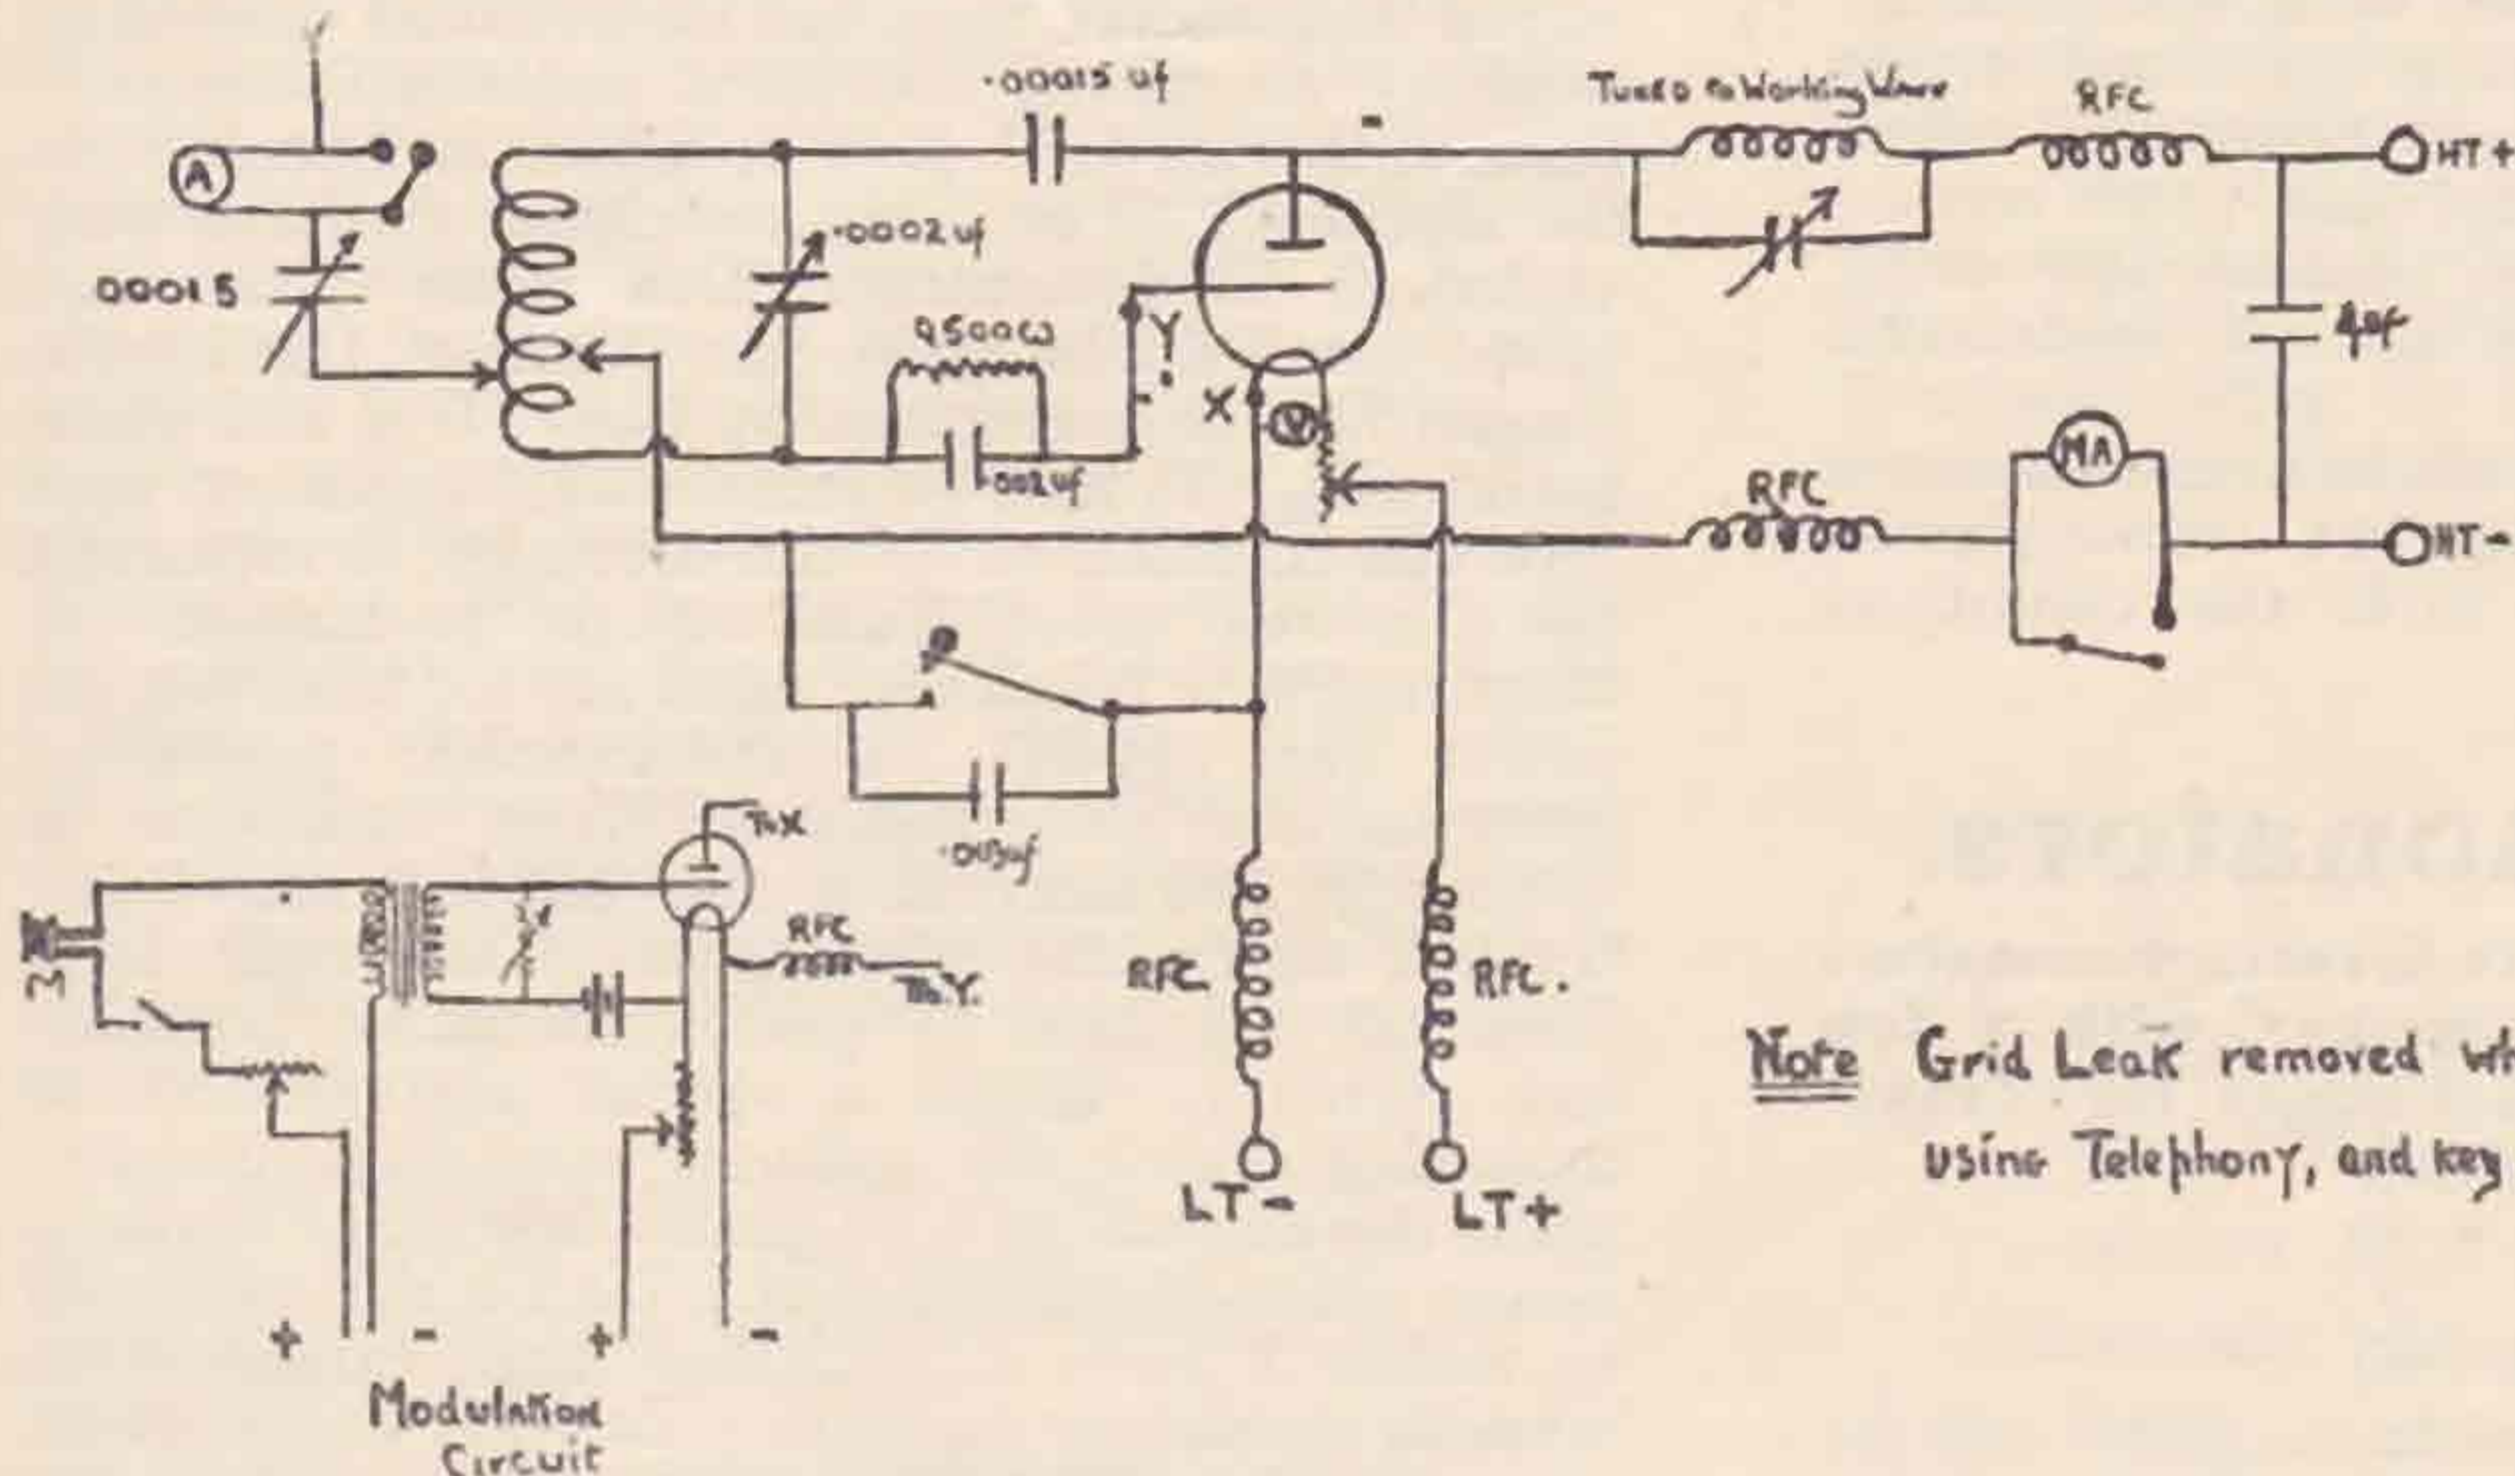 .00015 uf
Tuned to Working Wave
RFC
HT+
A
.0002 uf
00015
9500ω
Y
4uf
X
V
.002uf
MA
RFC
HT-
To X
RFC
To Y.
RFC
RFC.
Note Grid Leak removed wh
using Telephony, and key
LT-
LT+
+ - + -
Modulation
Circuit